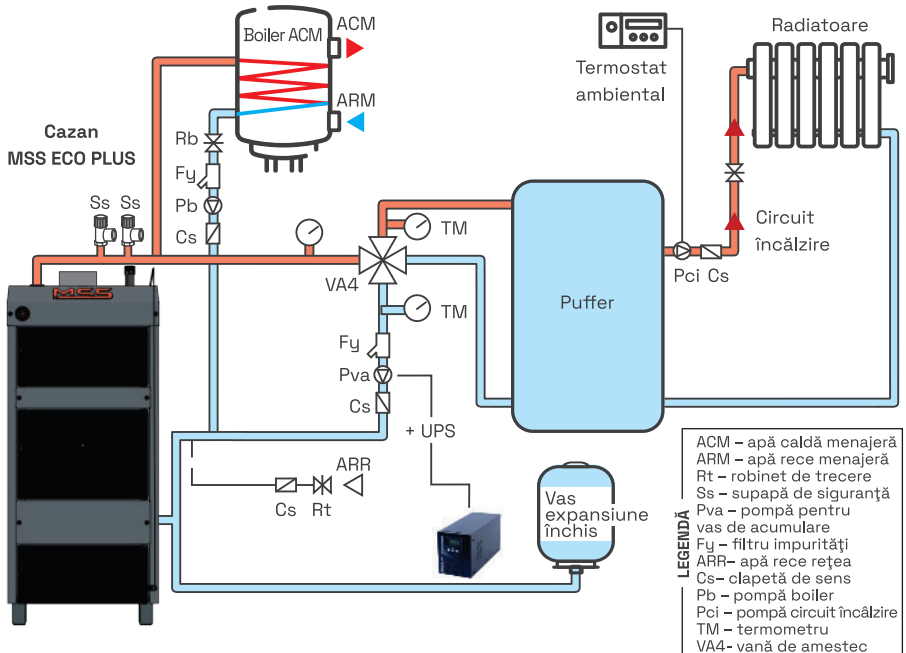 Boiler ACM
ACM
ARM
Termostat
ambiental
Radiatoare
Cazan
MSS ECO PLUS
Rb
Fy
Pb
Cs
Ss
Ss
TM
VA4
TM
Fy
Pva
Cs
+ UPS
Puffer
Pci
Cs
Circuit
încălzire
MSS
ARR
Cs
Rt
Vas
expansiune
închis
LEGENDĂ
ACM – apă caldă menajeră
ARM – apă rece menajeră
Rt – robinet de trecere
Ss – supapă de siguranță
Pva – pompă pentru
vas de acumulare
Fy – filtru impurități
ARR– apă rece rețea
Cs– clapetă de sens
Pb – pompă boiler
Pci – pompă circuit încâlzire
TM – termometru
VA4- vană de amestec